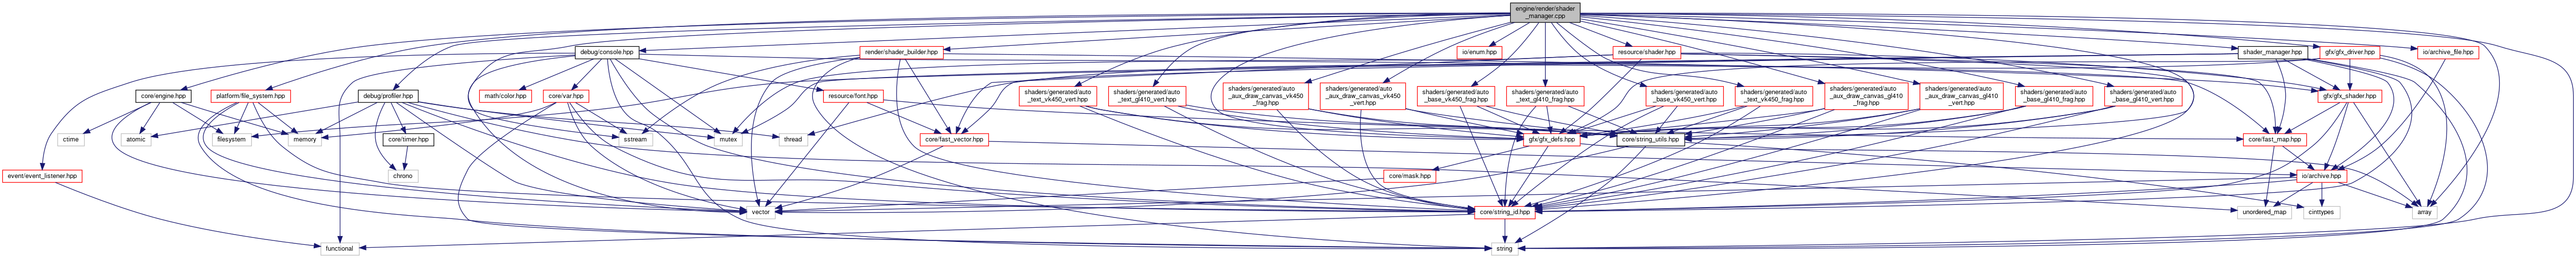 engine/render/shader
_manager.cpp
debug/console.hpp
render/shader_builder.hpp
io/enum.hpp
resource/shader.hpp
shader_manager.hpp
gfx/gfx_driver.hpp
io/archive_file.hpp
core/engine.hpp
platform/file_system.hpp
debug/profiler.hpp
math/color.hpp
core/var.hpp
resource/font.hpp
shaders/generated/auto
_text_vk450_vert.hpp
shaders/generated/auto
_text_gl410_vert.hpp
shaders/generated/auto
_aux_draw_canvas_vk450
_frag.hpp
shaders/generated/auto
_aux_draw_canvas_vk450
_vert.hpp
shaders/generated/auto
_base_vk450_frag.hpp
shaders/generated/auto
_text_gl410_frag.hpp
shaders/generated/auto
_base_vk450_vert.hpp
shaders/generated/auto
_text_vk450_frag.hpp
shaders/generated/auto
_aux_draw_canvas_gl410
_frag.hpp
shaders/generated/auto
_aux_draw_canvas_gl410
_vert.hpp
shaders/generated/auto
_base_gl410_frag.hpp
shaders/generated/auto
_base_gl410_vert.hpp
gfx/gfx_shader.hpp
ctime
atomic
filesystem
memory
core/timer.hpp
sstream
mutex
thread
core/fast_vector.hpp
gfx/gfx_defs.hpp
core/string_utils.hpp
core/fast_map.hpp
event/event_listener.hpp
chrono
core/mask.hpp
io/archive.hpp
vector
core/string_id.hpp
unordered_map
cinttypes
array
functional
string